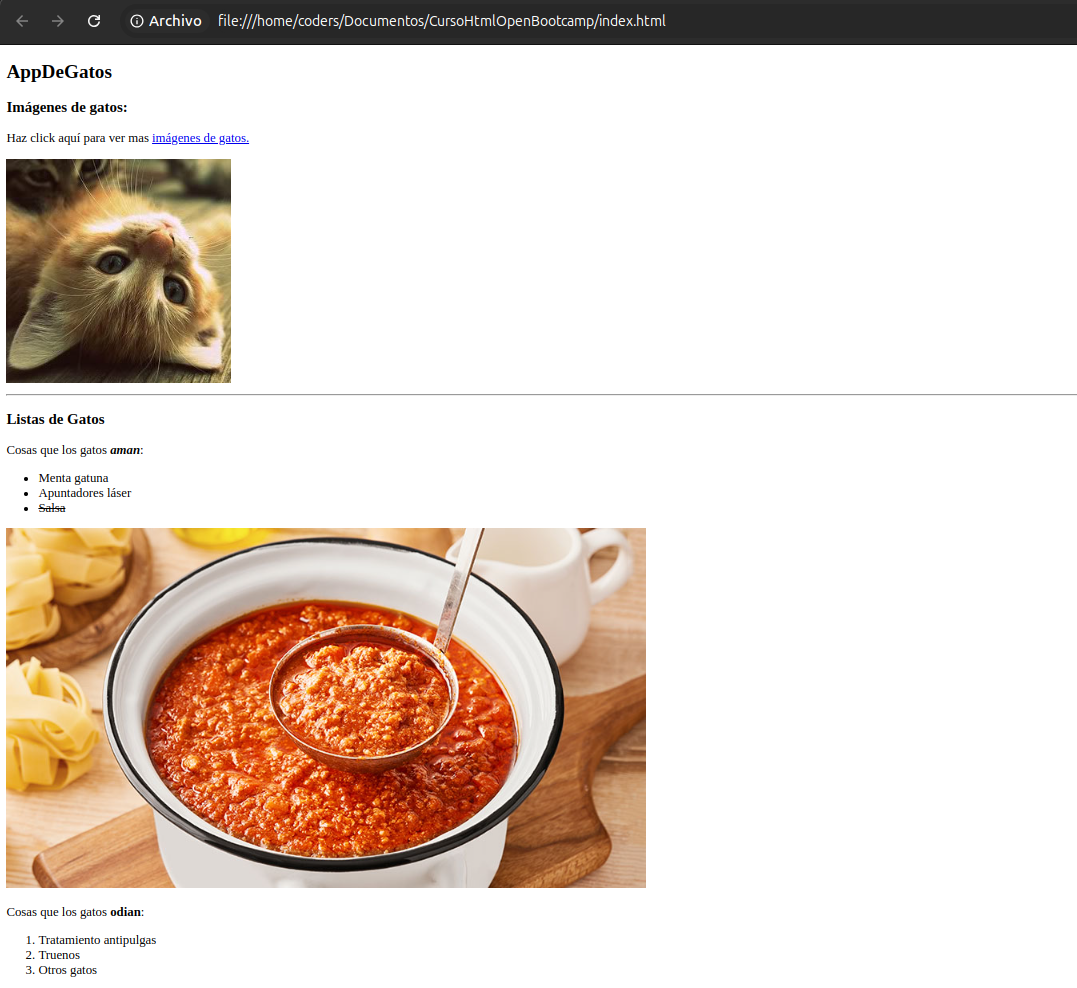 Archivo file:///home/coders/Documentos/CursoHtmlOpenBootcamp/index.html
AppDeGatos
Imágenes de gatos:
Haz click aquí para ver mas imágenes de gatos.
Listas de Gatos
Cosas que los gatos aman:
Menta gatuna
Apuntadores láser
Salsa
Cosas que los gatos odian:
1. Tratamiento antipulgas
2. Truenos
3. Otros gatos